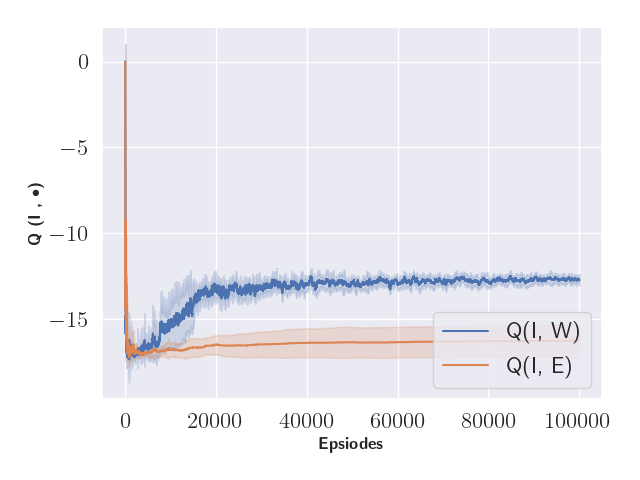 0
−5
−10
−15
Q (I , •)
Q(I, W)
Q(I, E)
0 20000 40000 60000 80000 100000
Epsiodes